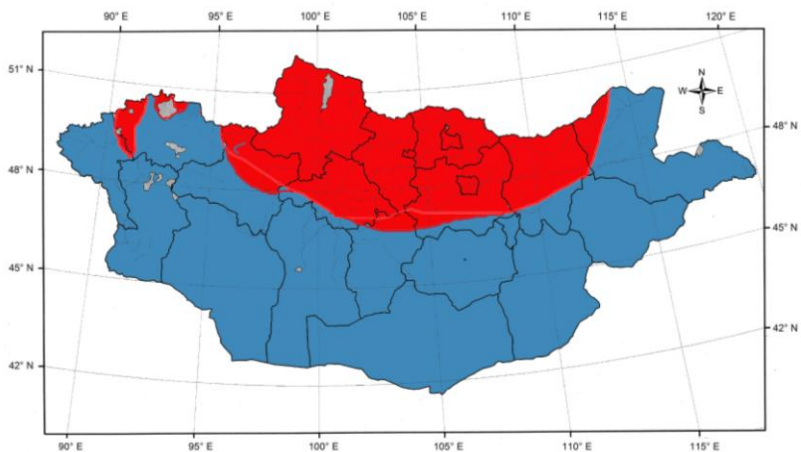 90° E 95° E 100° E 105° E 110° E 115° E 120° E
51° N
N
W E
S
48° N 48° N
45° N 45° N
42° N 42° N
90° E 95° E 100° E 105° E 110° E 115° E